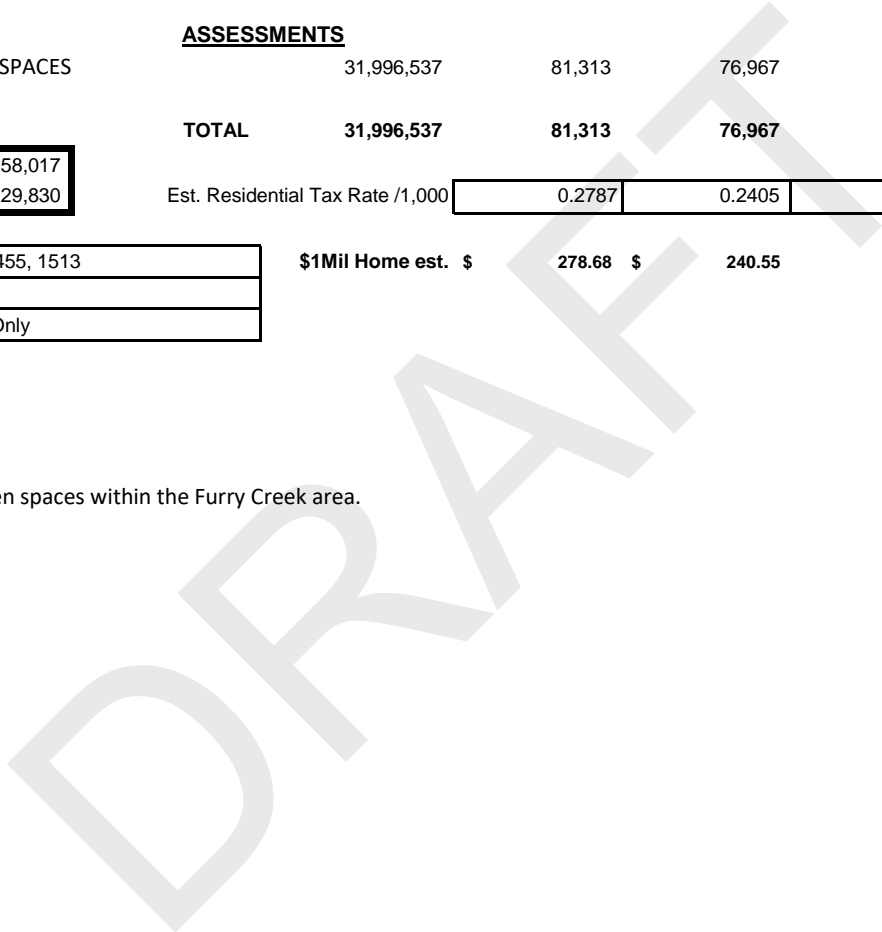 ASSESSMENTS
SPACES 31,996,537 81,313 76,967
TOTAL 31,996,537 81,313 76,967
58,017
29,830 Est. Residential Tax Rate /1,000 0.2787 0.2405
455, 1513 $1Mil Home est. $ 278.68 $ 240.55
Only
en spaces within the Furry Creek area.
DRAFT